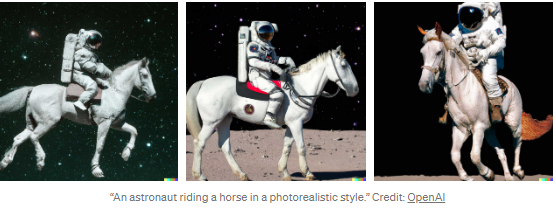 “An astronaut riding a horse in a photorealistic style.” Credit: OpenAI